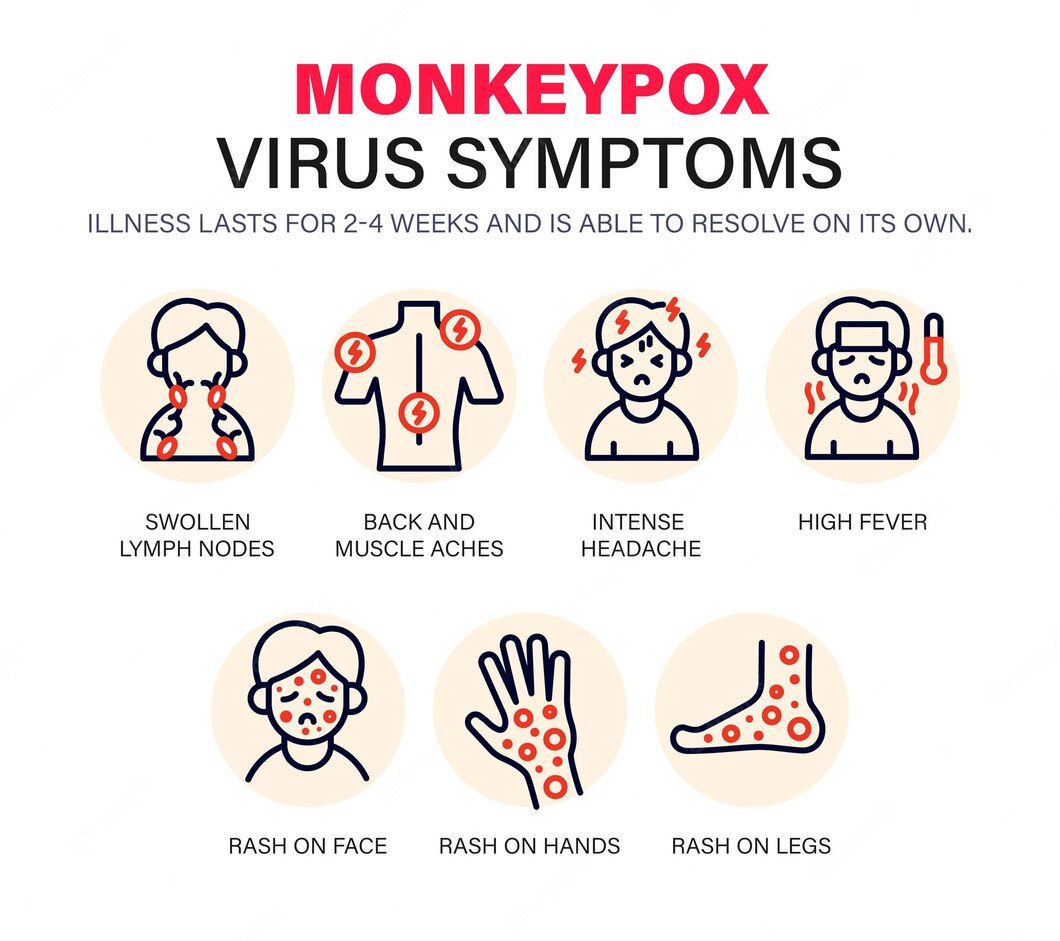 MONKEYPOX
VIRUS SYMPTOMS
ILLNESS LASTS FOR 2-4 WEEKS AND IS ABLE TO RESOLVE ON ITS OWN.
SWOLLEN
LYMPH NODES
BACK AND
MUSCLE ACHES
INTENSE
HEADACHE
HIGH FEVER
RASH ON FACE
RASH ON HANDS
RASH ON LEGS